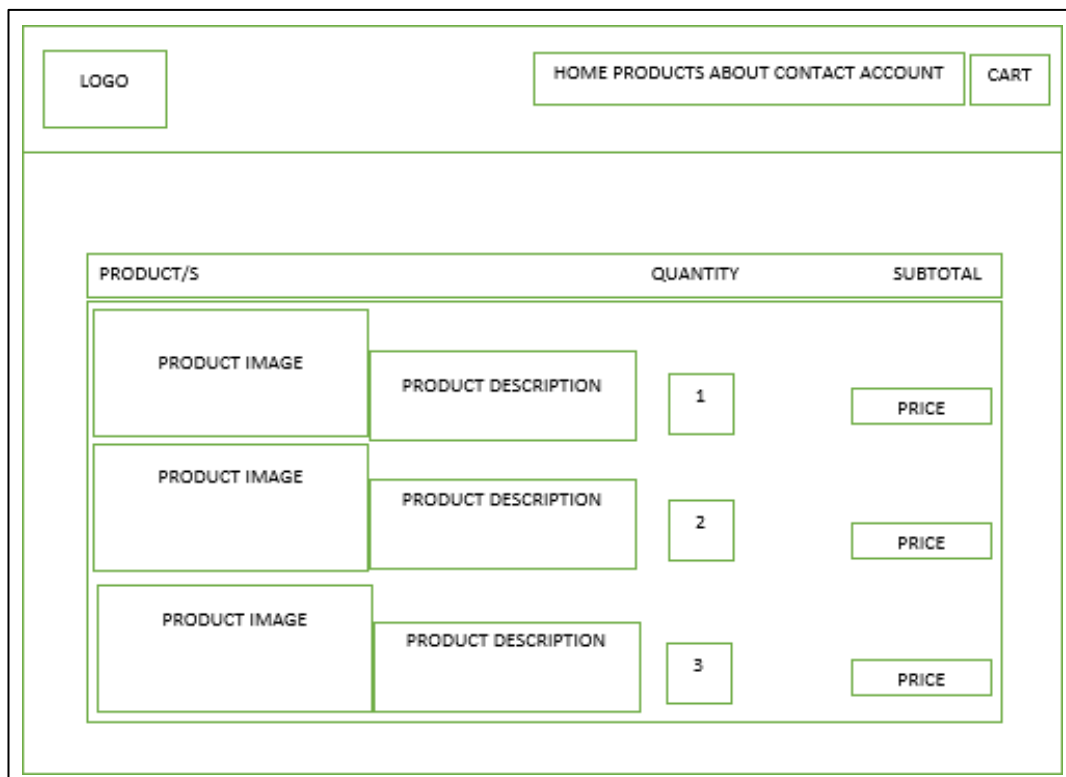 LOGO
HOME PRODUCTS ABOUT CONTACT ACCOUNT
CART
PRODUCT/S
QUANTITY
SUBTOTAL
PRODUCT IMAGE
PRODUCT DESCRIPTION
1
PRICE
PRODUCT IMAGE
PRODUCT DESCRIPTION
2
PRICE
PRODUCT IMAGE
PRODUCT DESCRIPTION
3
PRICE